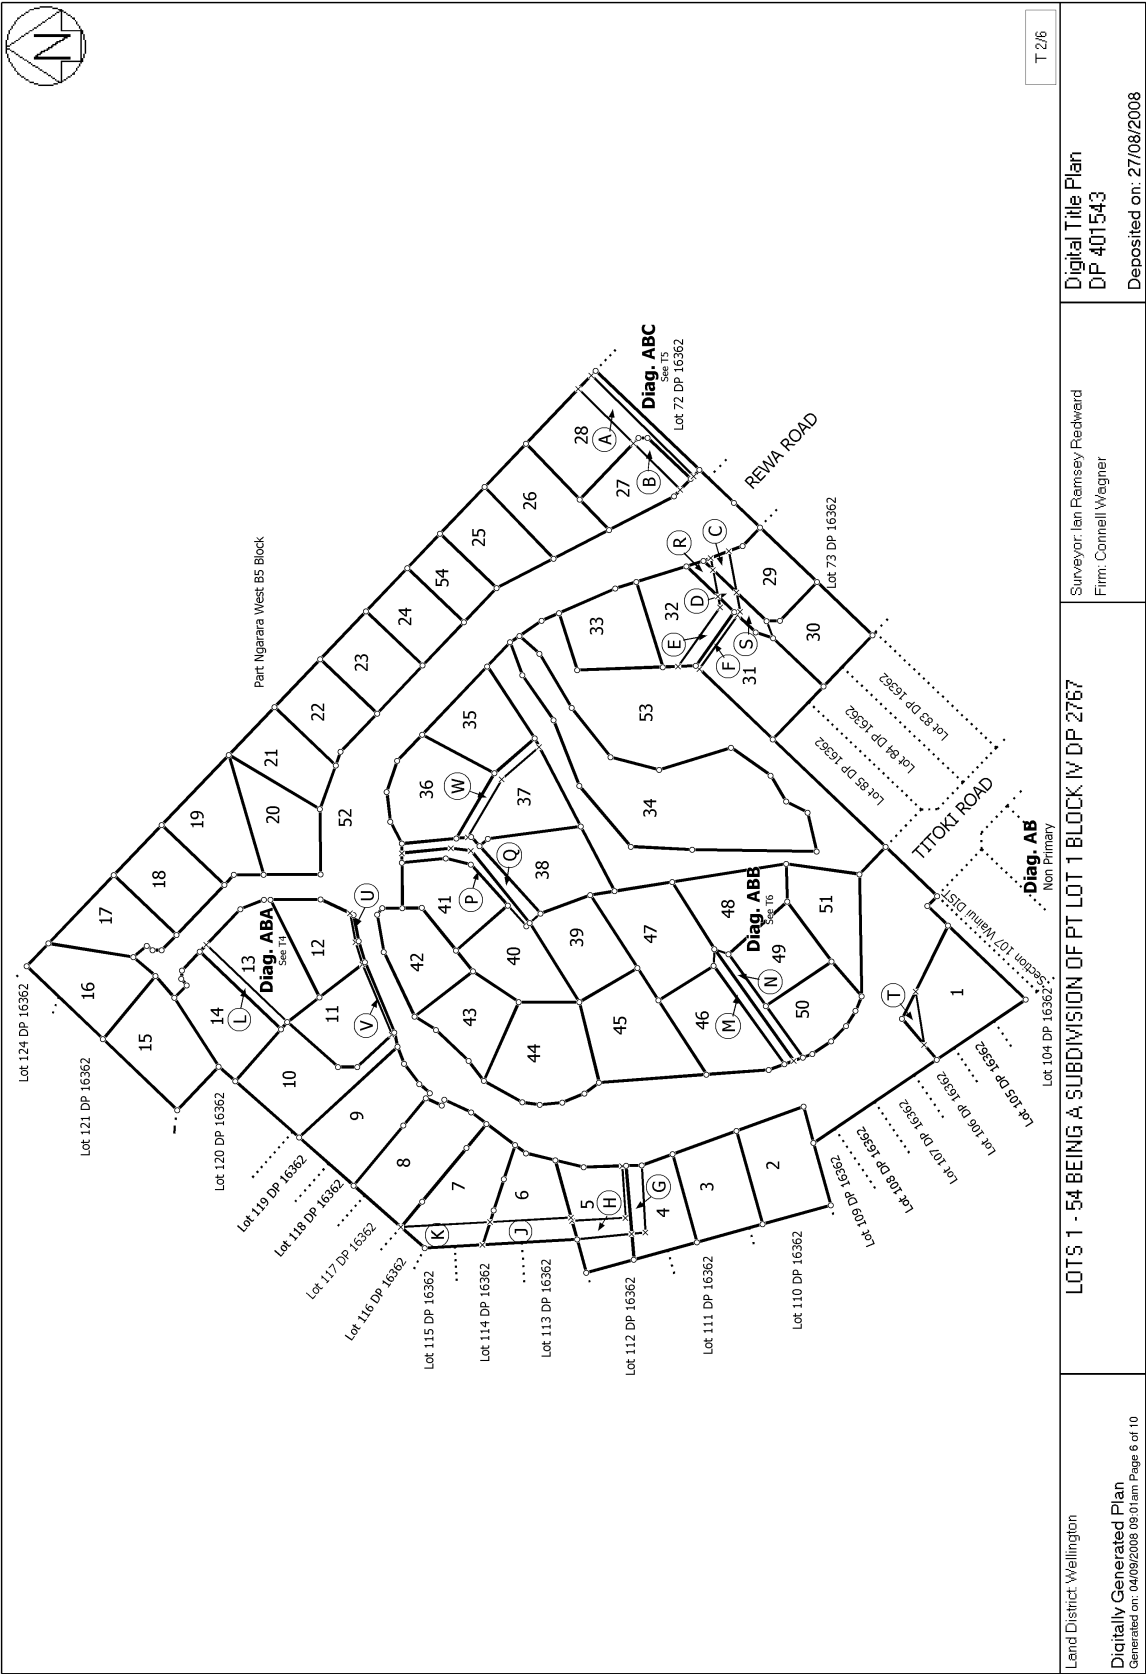 N
T 2/6
Lot 124 DP 16362
Lot 121 DP 16362
Lot 120 DP 16362
Lot 119 DP 16362
Lot 118 DP 16362
Lot 117 DP 16362
Lot 116 DP 16362
Lot 115 DP 16362
Lot 114 DP 16362
Lot 113 DP 16362
Lot 112 DP 16362
Lot 111 DP 16362
Lot 110 DP 16362
Lot 109 DP 16362
Lot 108 DP 16362
Lot 107 DP 16362
Lot 106 DP 16362
Lot 105 DP 16362
Lot 104 DP 16362
Section 107 Wainui DIST
Part Ngarara West B5 Block
Diag. ABA
See T4
Diag. ABB
See T6
Diag. ABC
See T5
Lot 72 DP 16362
REWA ROAD
Lot 73 DP 16362
Lot 83 DP 16362
Lot 84 DP 16362
Lot 85 DP 16362
TITOKI ROAD
Diag. AB
Non Primary
1
2
3
4
5
6
7
8
9
10
11
12
13
14
15
16
17
18
19
20
21
22
23
24
54
25
26
27
28
29
30
31
32
33
34
35
36
37
38
39
40
41
42
43
44
45
46
47
48
49
50
51
52
53
A
B
C
D
E
F
G
H
J
K
L
M
N
P
Q
R
S
T
U
V
W
Land District: Wellington
Digitally Generated Plan
Generated on: 04/09/2008 09:01am Page 6 of 10
LOTS 1 - 54 BEING A SUBDIVISION OF PT LOT 1 BLOCK IV DP 2767
Surveyor: Ian Ramsey Redward
Firm: Connell Wagner
Digital Title Plan
DP 401543
Deposited on: 27/08/2008